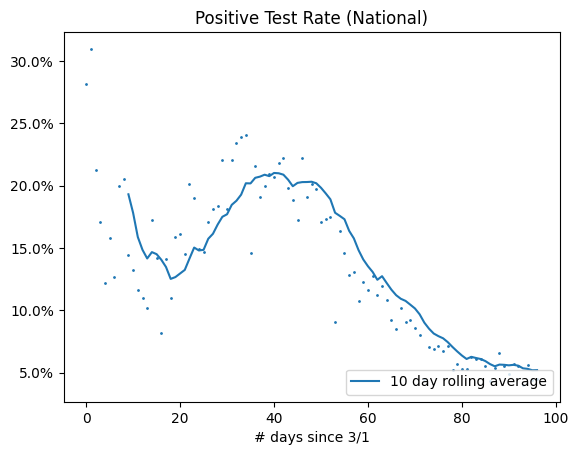 Positive Test Rate (National)
30.0%
25.0%
20.0%
15.0%
10.0%
5.0%
10 day rolling average
0 20 40 60 80 100
# days since 3/1